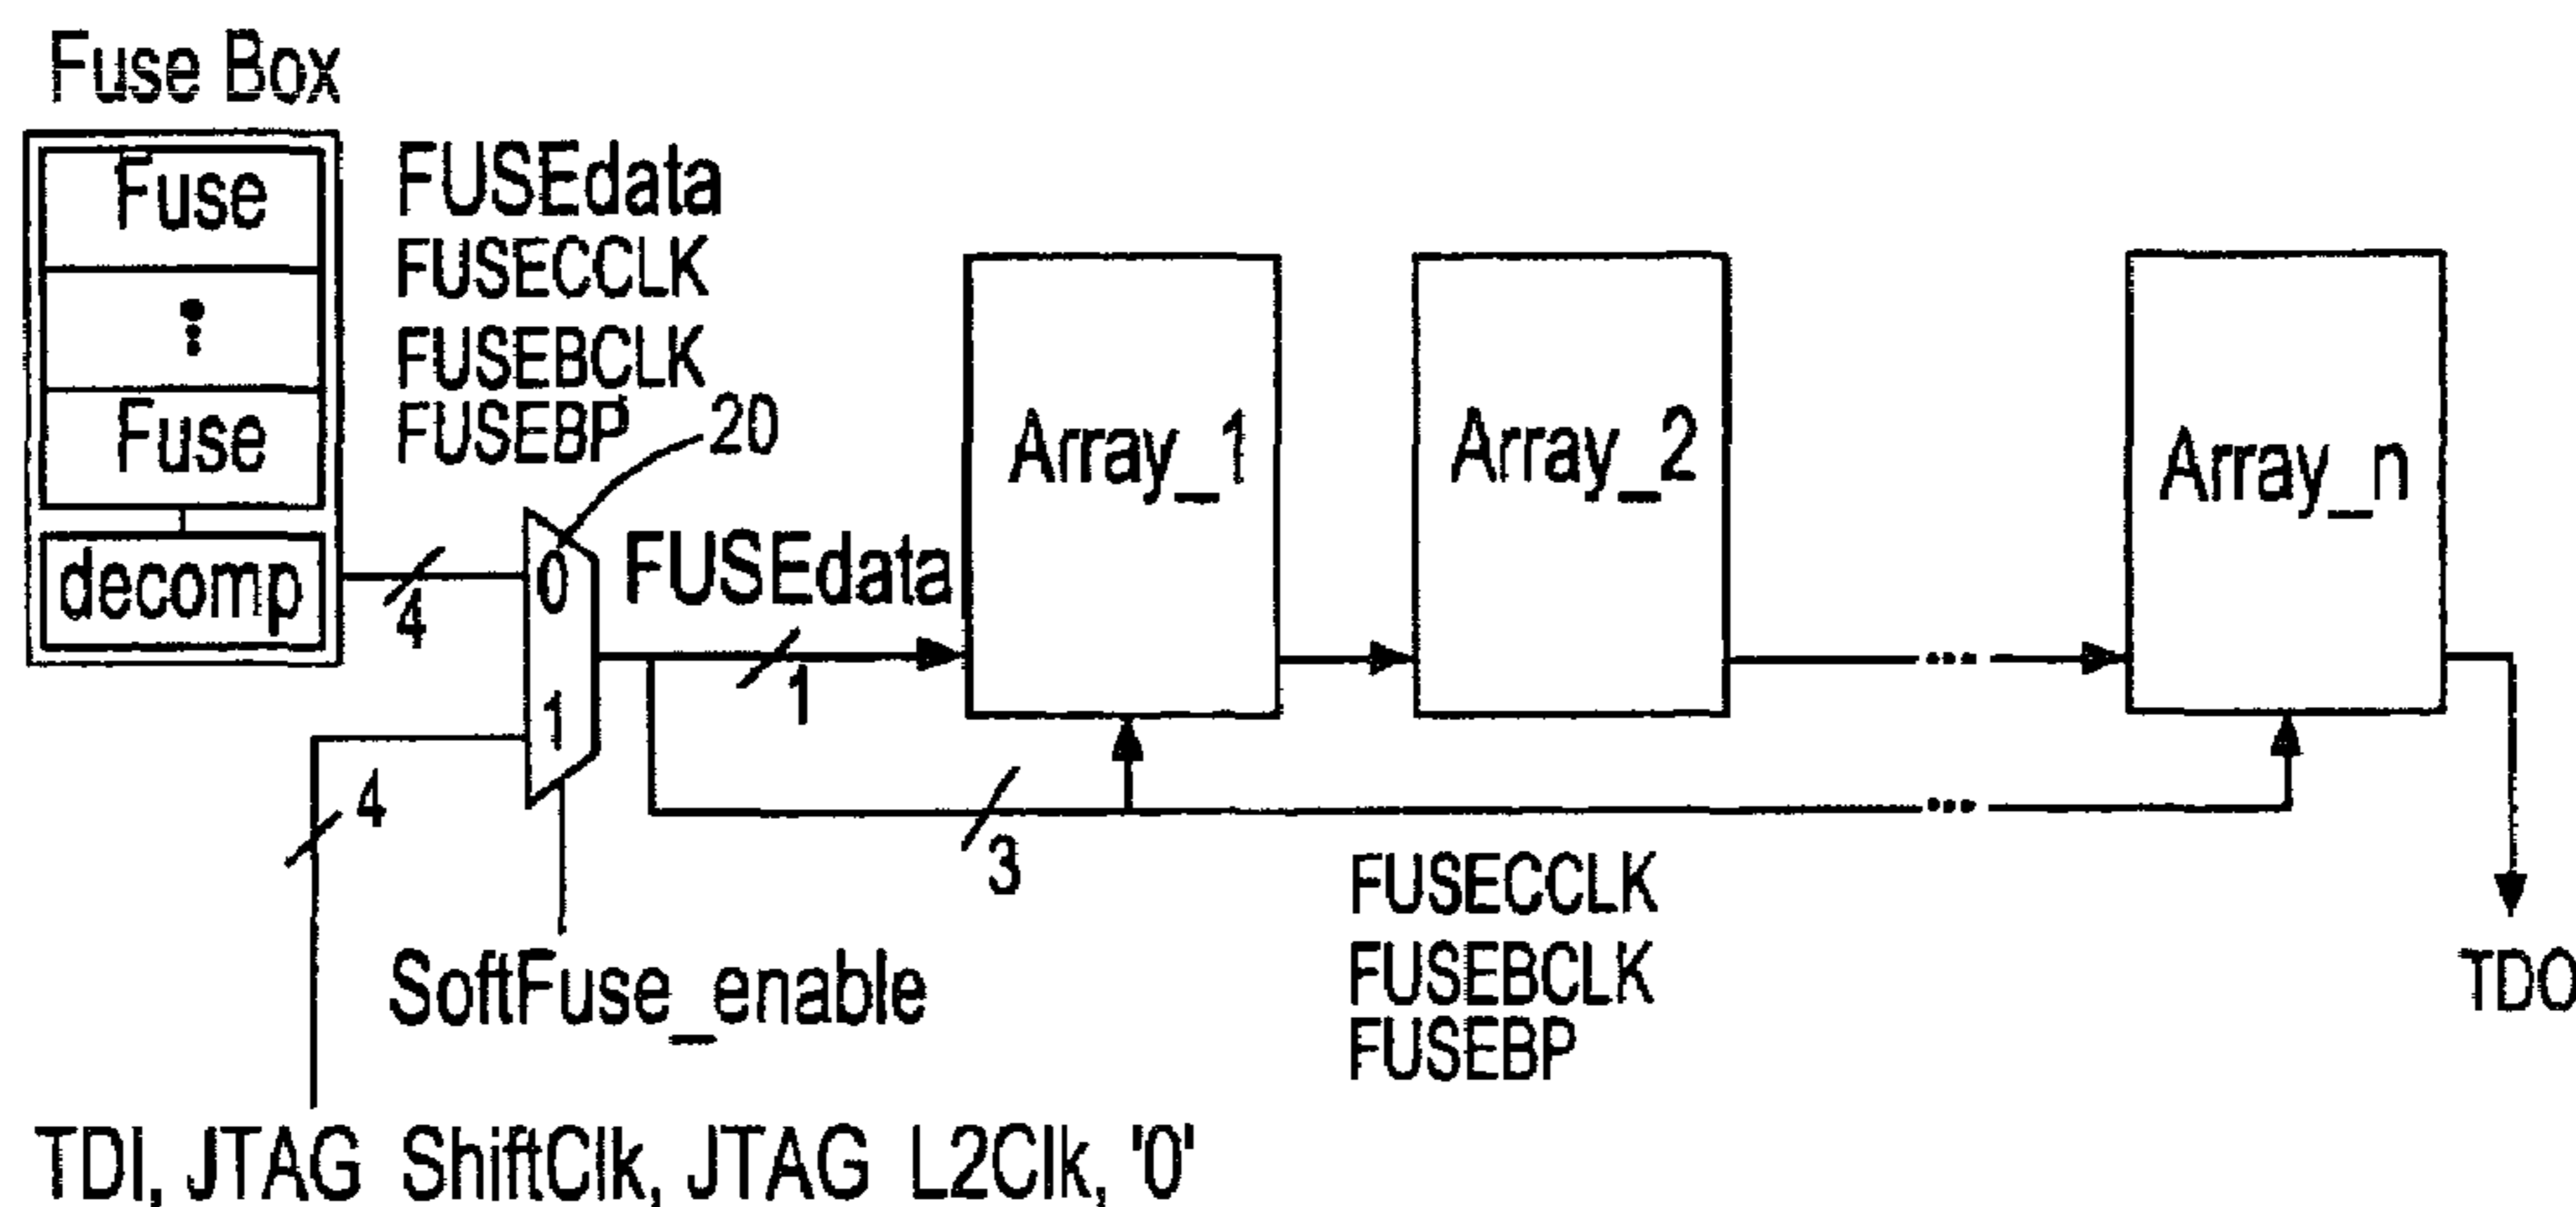 Fuse Box
Fuse
Fuse
decomp
FUSEdata
FUSECCLK
FUSEBCLK
FUSEBP
20
4
0
1
4
SoftFuse_enable
TDI, JTAG ShiftClk, JTAG L2Clk, '0'
FUSEdata
1
3
Array_1
Array_2
Array_n
FUSECCLK
FUSEBCLK
FUSEBP
TDO